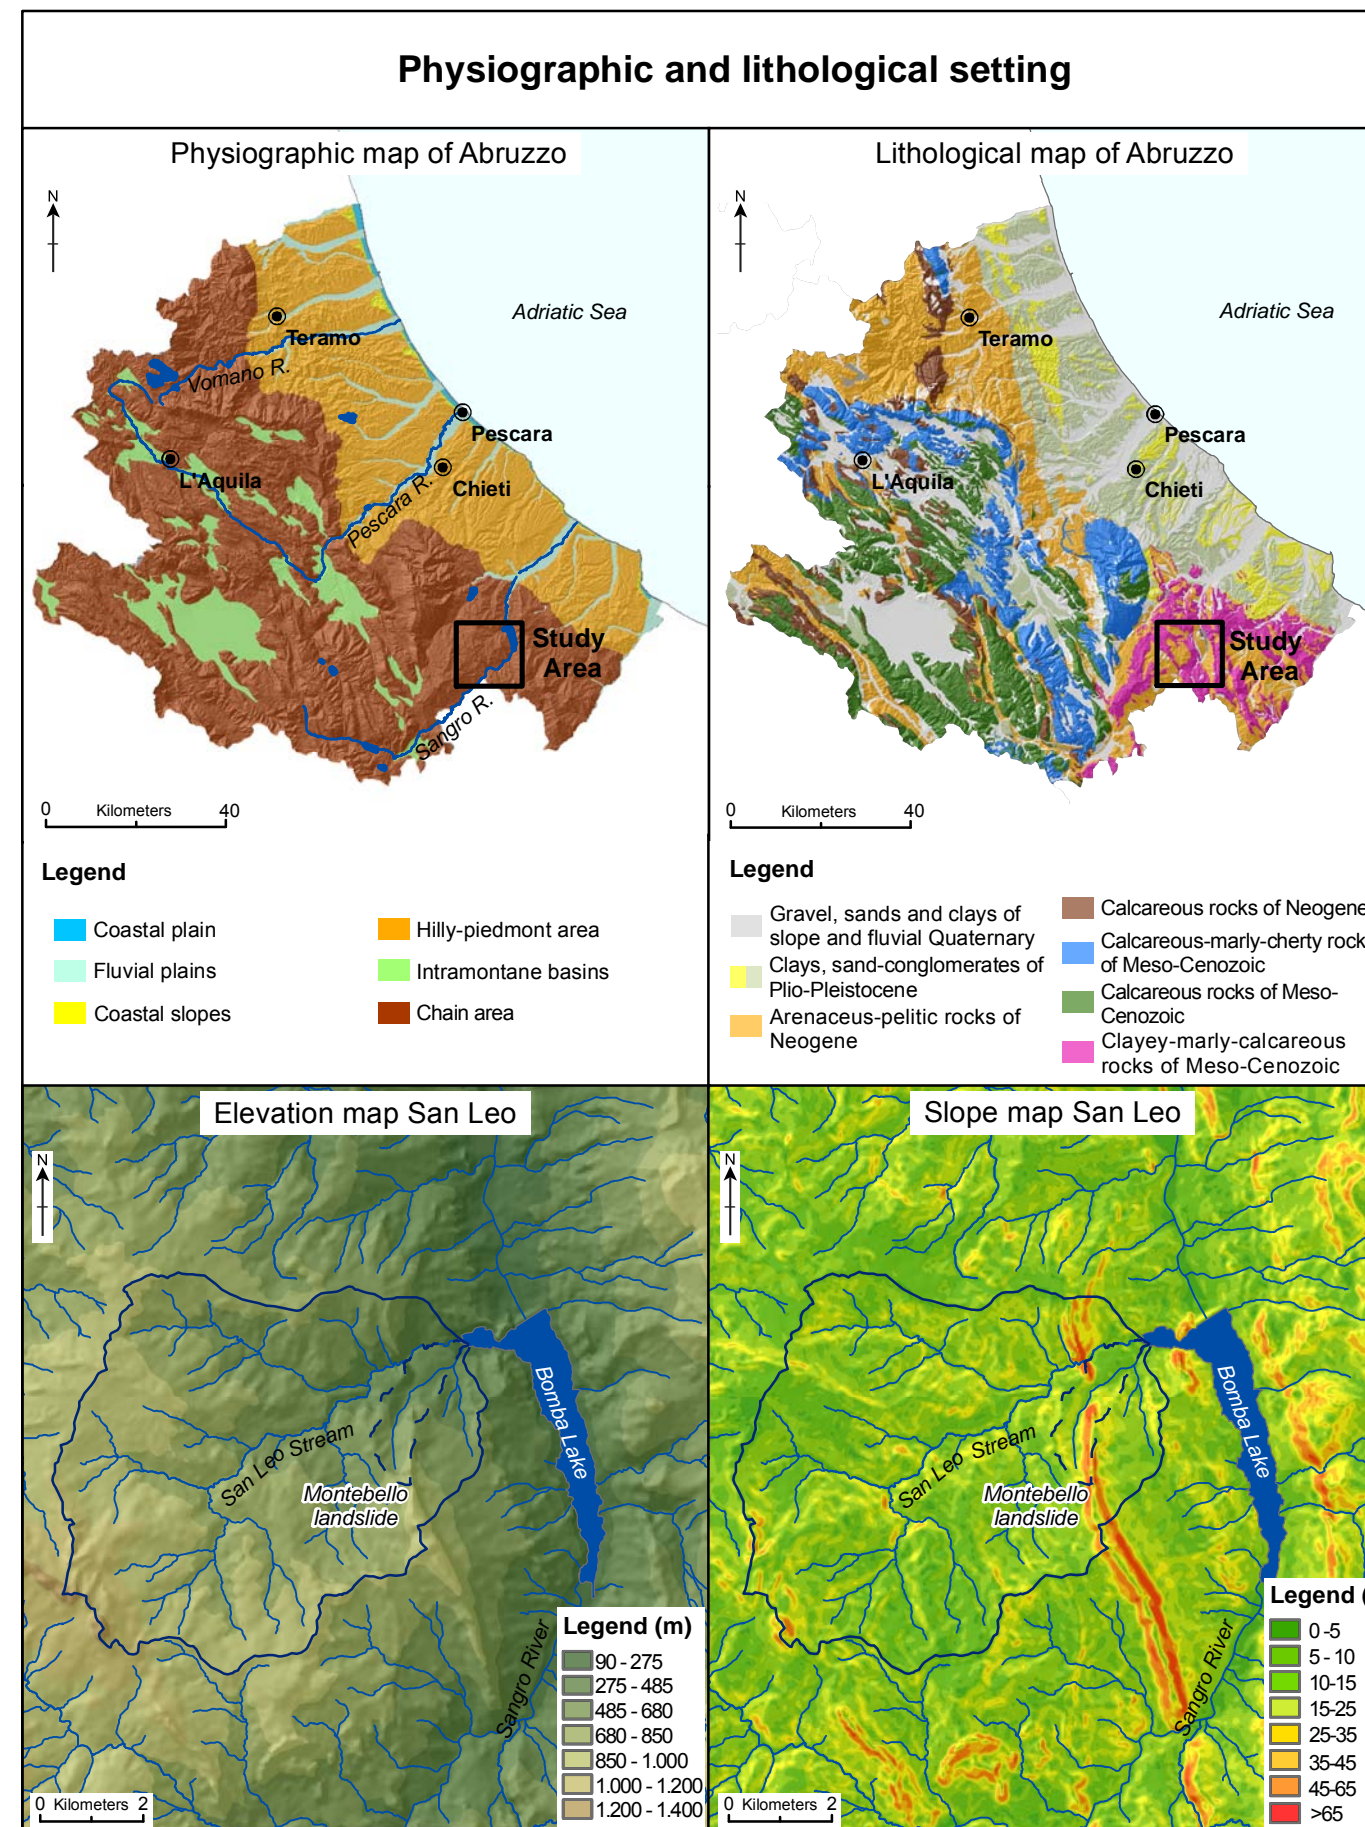 Physiographic and lithological setting
Physiographic map of Abruzzo
N
Adriatic Sea
Teramo
Vomano R.
Pescara
L'Aquila
Chieti
Pescara R.
Study
Area
Sangro R.
0 Kilometers 40
Legend
Coastal plain
Fluvial plains
Coastal slopes
Hilly-piedmont area
Intramontane basins
Chain area
Lithological map of Abruzzo
N
Adriatic Sea
Teramo
Pescara
L'Aquila
Chieti
Study
Area
0 Kilometers 40
Legend
Gravel, sands and clays of
slope and fluvial Quaternary
Clays, sand-conglomerates of
Plio-Pleistocene
Arenaceus-pelitic rocks of
Neogene
Calcareous rocks of Neogene
Calcareous-marly-cherty rock
of Meso-Cenozoic
Calcareous rocks of Meso-
Cenozoic
Clayey-marly-calcareous
rocks of Meso-Cenozoic
Elevation map San Leo
N
Bomba Lake
San Leo Stream
Montebello
landslide
Sangro River
Legend (m)
90 - 275
275 - 485
485 - 680
680 - 850
850 - 1.000
1.000 - 1.200
1.200 - 1.400
0 Kilometers 2
Slope map San Leo
N
Bomba Lake
San Leo Stream
Montebello
landslide
Sangro River
Legend (
0 -5
5 - 10
10-15
15-25
25-35
35-45
45-65
>65
0 Kilometers 2